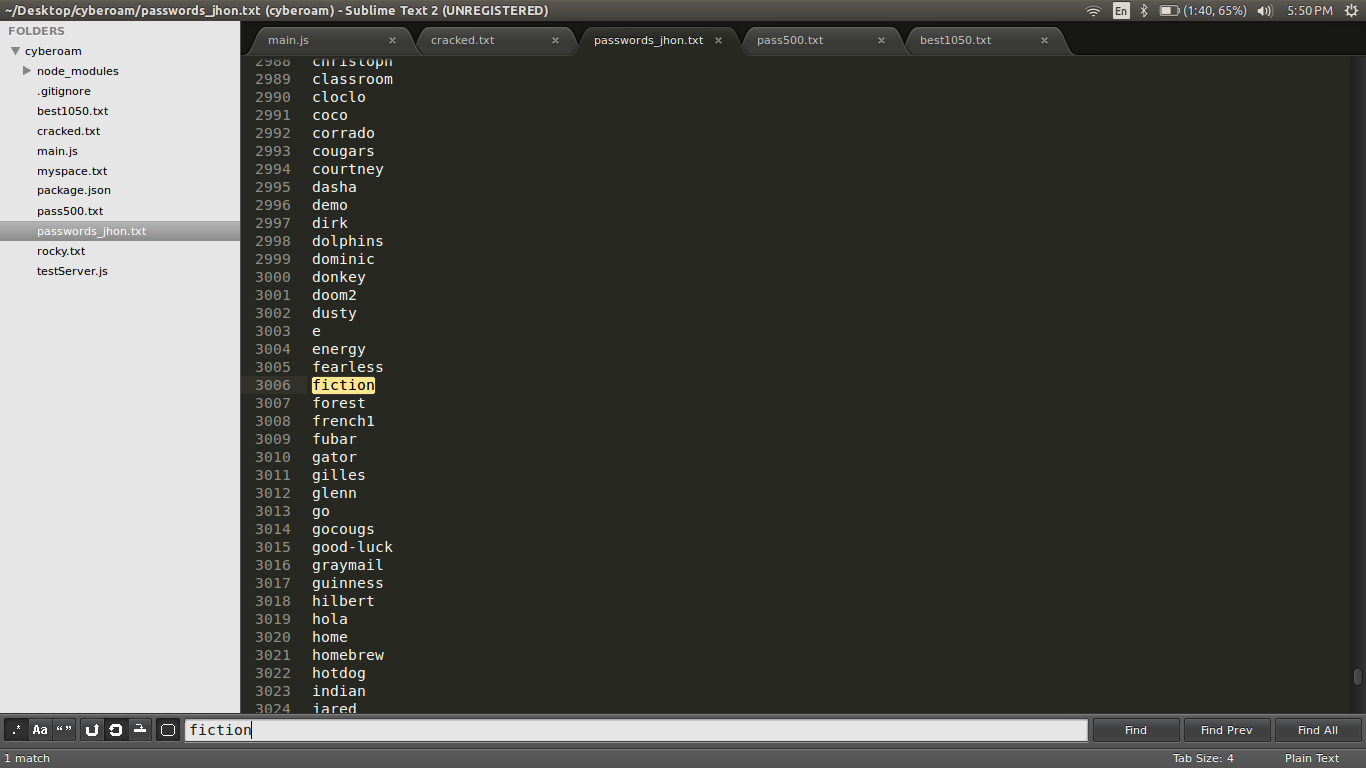 ~/Desktop/cyberoam/passwords_jhon.txt (cyberoam) - Sublime Text 2 (UNREGISTERED)
En
(1:40, 65%)
5:50 PM
FOLDERS
cyberoam
node_modules
.gitignore
best1050.txt
cracked.txt
main.js
myspace.txt
package.json
pass500.txt
passwords_jhon.txt
rocky.txt
testServer.js
main.js × cracked.txt × passwords_jhon.txt × pass500.txt × best1050.txt ×
2988 christoph
2989 classroom
2990 cloclo
2991 coco
2992 corrado
2993 cougars
2994 courtney
2995 dasha
2996 demo
2997 dirk
2998 dolphins
2999 dominic
3000 donkey
3001 doom2
3002 dusty
3003 e
3004 energy
3005 fearless
3006 fiction
3007 forest
3008 french1
3009 fubar
3010 gator
3011 gilles
3012 glenn
3013 go
3014 gocougs
3015 good-luck
3016 graymail
3017 guinness
3018 hilbert
3019 hola
3020 home
3021 homebrew
3022 hotdog
3023 indian
3024 jared
.* Aa “” fiction Find Find Prev Find All
1 match Tab Size: 4 Plain Text